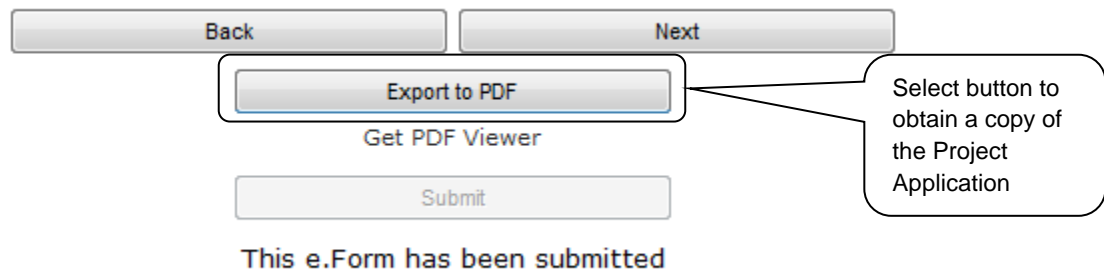 Back
Next
Export to PDF
Select button to
obtain a copy of
the Project
Application
Get PDF Viewer
Submit
This e.Form has been submitted